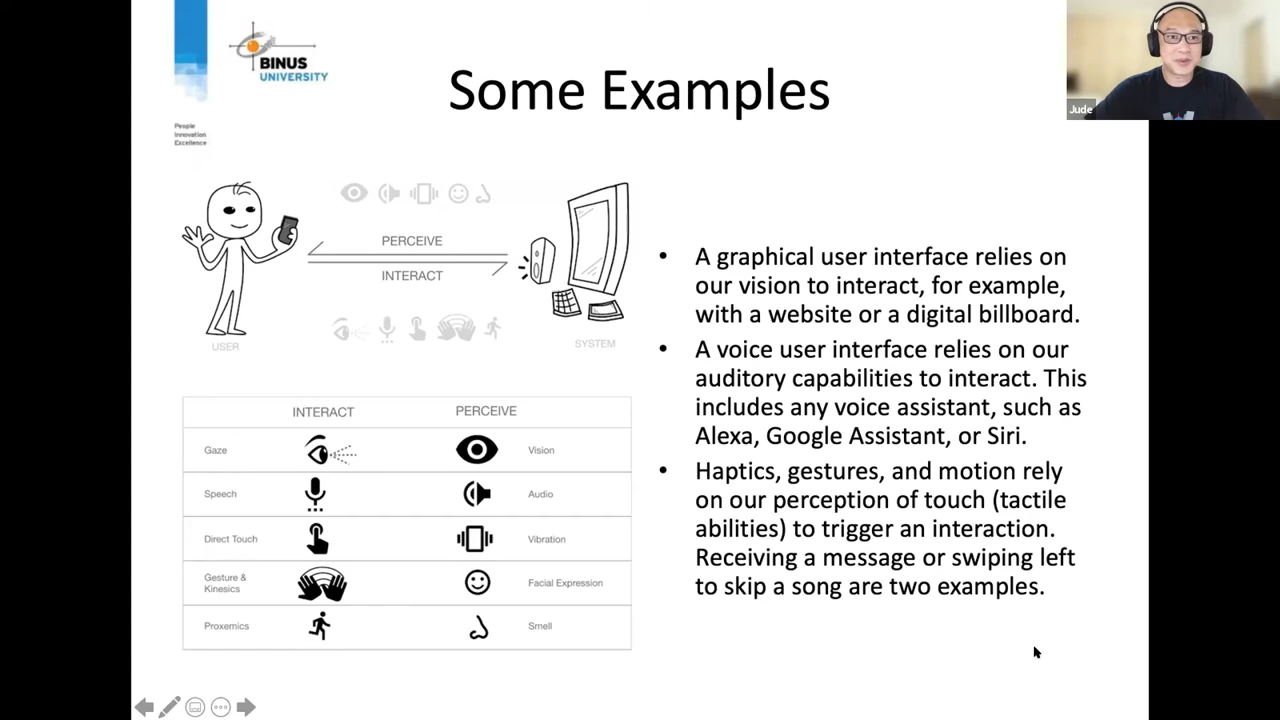 BINUS
UNIVERSITY
People
Innovation
Excellence
Some Examples
Jude
PERCEIVE
INTERACT
USER
SYSTEM
INTERACT PERCEIVE
Gaze Vision
Speech Audio
Direct Touch Vibration
Gesture &
Kinesics
Facial Expression
Proxemics Smell
• A graphical user interface relies on
our vision to interact, for example,
with a website or a digital billboard.
• A voice user interface relies on our
auditory capabilities to interact. This
includes any voice assistant, such as
Alexa, Google Assistant, or Siri.
• Haptics, gestures, and motion rely
on our perception of touch (tactile
abilities) to trigger an interaction.
Receiving a message or swiping left
to skip a song are two examples.